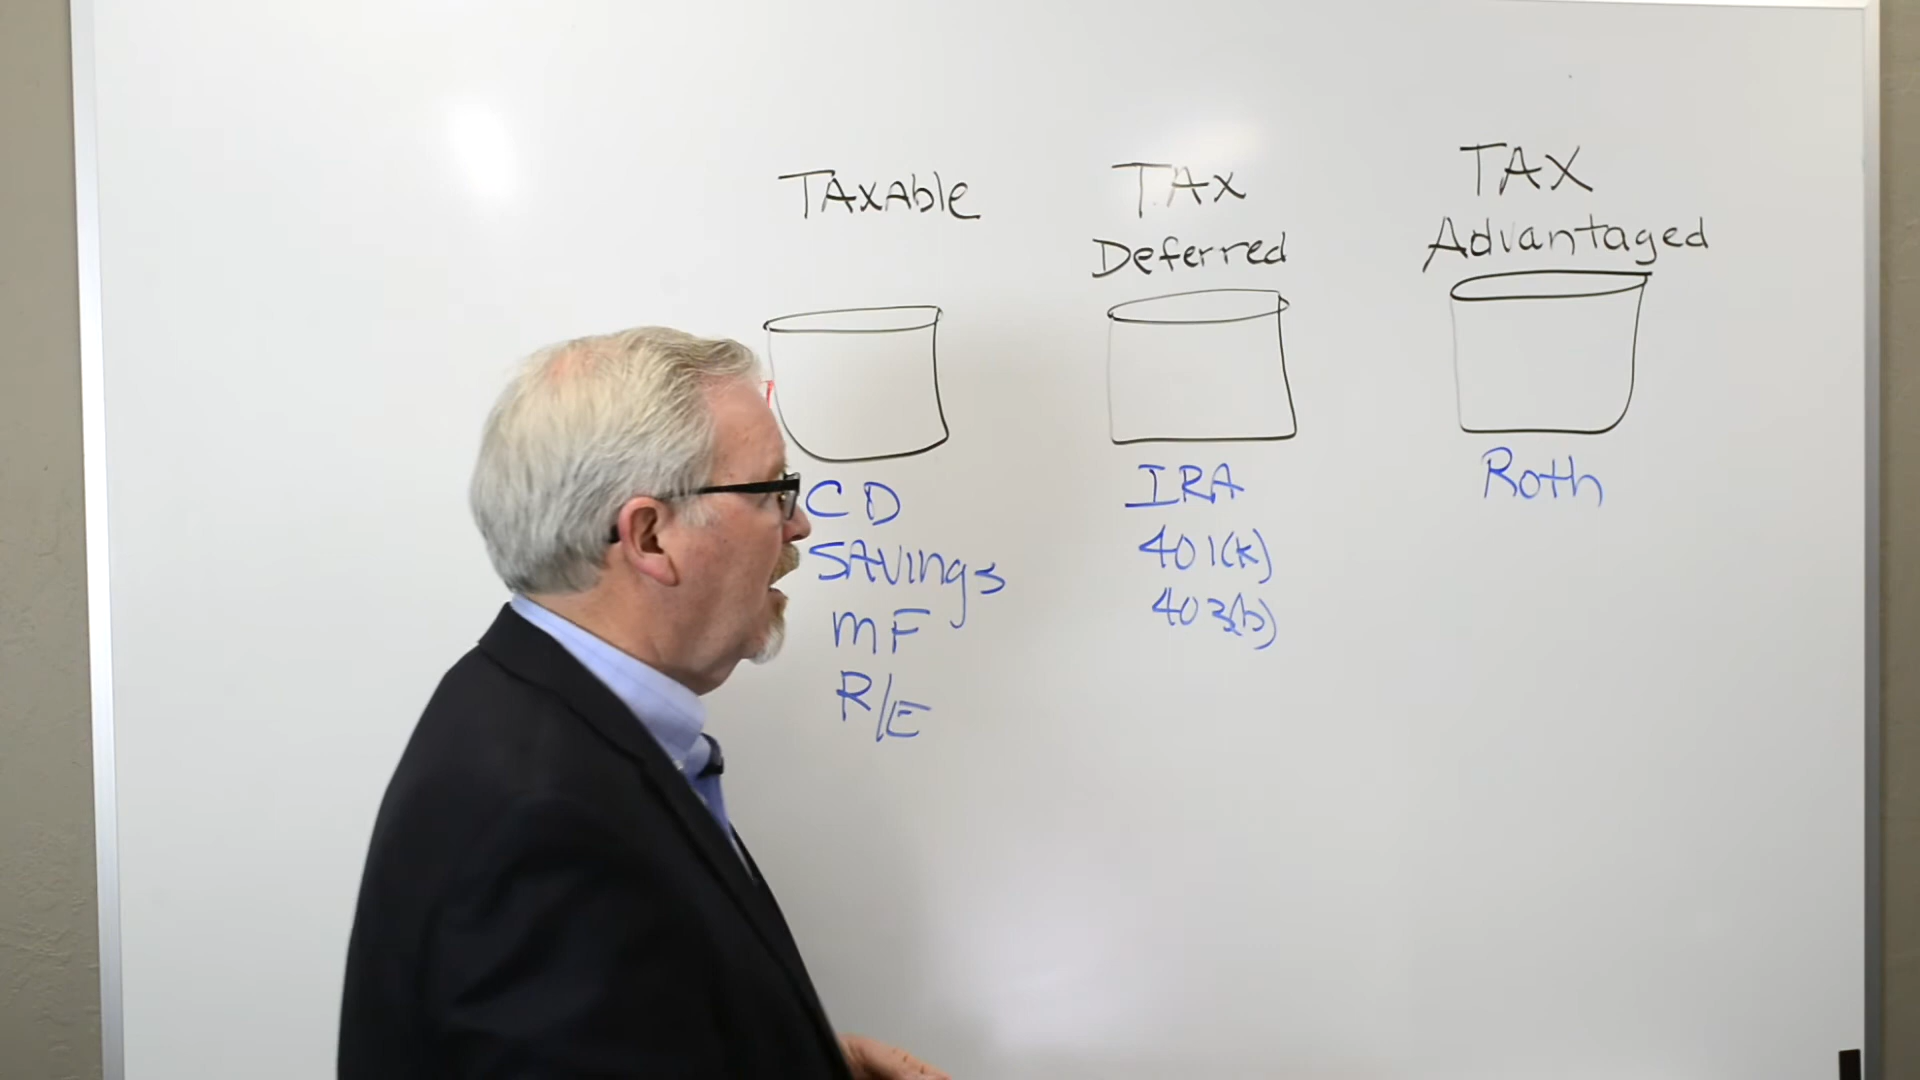 TAXAble
CD
SAVings
mF
R/E
TAX
Deferred
IRA
401(k)
403(b)
TAX
Advantaged
Roth